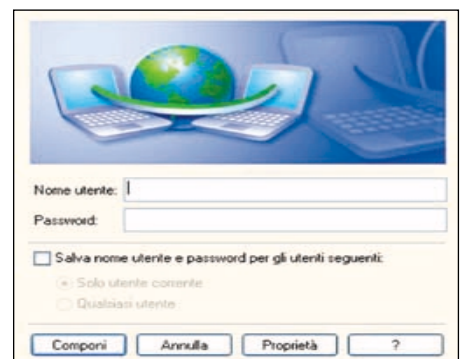 Nome utente:
Password:
Salva nome utente e password per gli utenti seguenti:
Solo utente corrente
Qualsiasi utente
Componi Annulla Proprietà ?